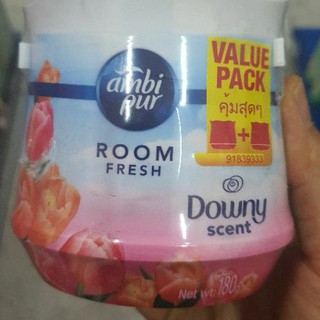 ambi
pur
VALUE
PACK
คุ้มสุดๆ
+
91839333
ROOM
FRESH
Downy
scent
Net wt. 180